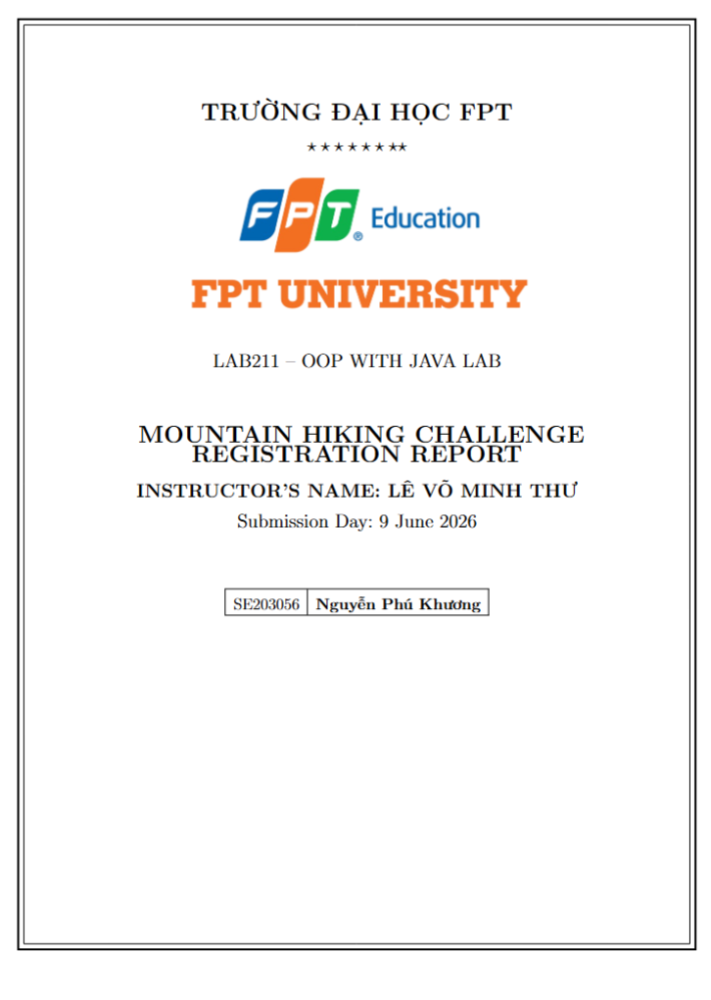 TRƯỜNG ĐẠI HỌC FPT
⋆⋆⋆⋆⋆⋆⋆⋆
FPT® Education
FPT UNIVERSITY
LAB211 – OOP WITH JAVA LAB
MOUNTAIN HIKING CHALLENGE
REGISTRATION REPORT
INSTRUCTOR'S NAME: LÊ VÕ MINH THƯ
Submission Day: 9 June 2026
SE203056 Nguyễn Phú Khương